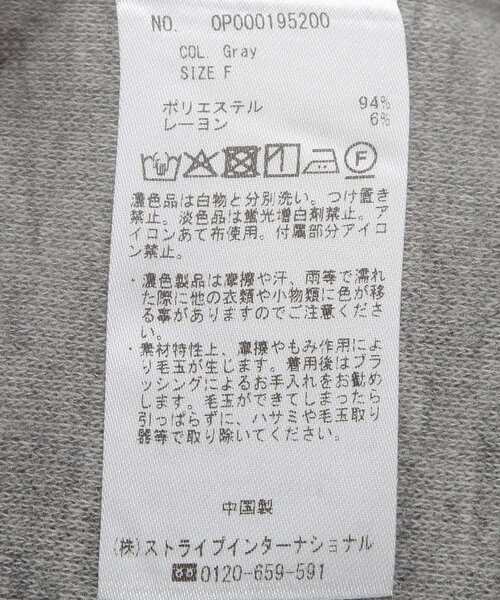 NO. OP000195200
COL. Gray
SIZE F
ポリエステル 94%
レーヨン 6%
濃色品は白物と分別洗い。つけ置き
禁止。淡色品は蛍光増白剤禁止。ア
イロンあて布使用。付属部分アイロ
ン禁止。
・濃色製品は摩擦や汗、雨等で濡れ
た際に他の衣類や小物類に色が移
る事がありますのでご注意くださ
い。
・素材特性上、摩擦やもみ作用によ
り毛玉が生じます。着用後はブラ
ッシングによるお手入れをお勧め
します。毛玉ができてしまったら
引っぱらずに、ハサミや毛玉取り
器等で取り除いてください。
中国製
(株)ストライプインターナショナル
0120-659-591